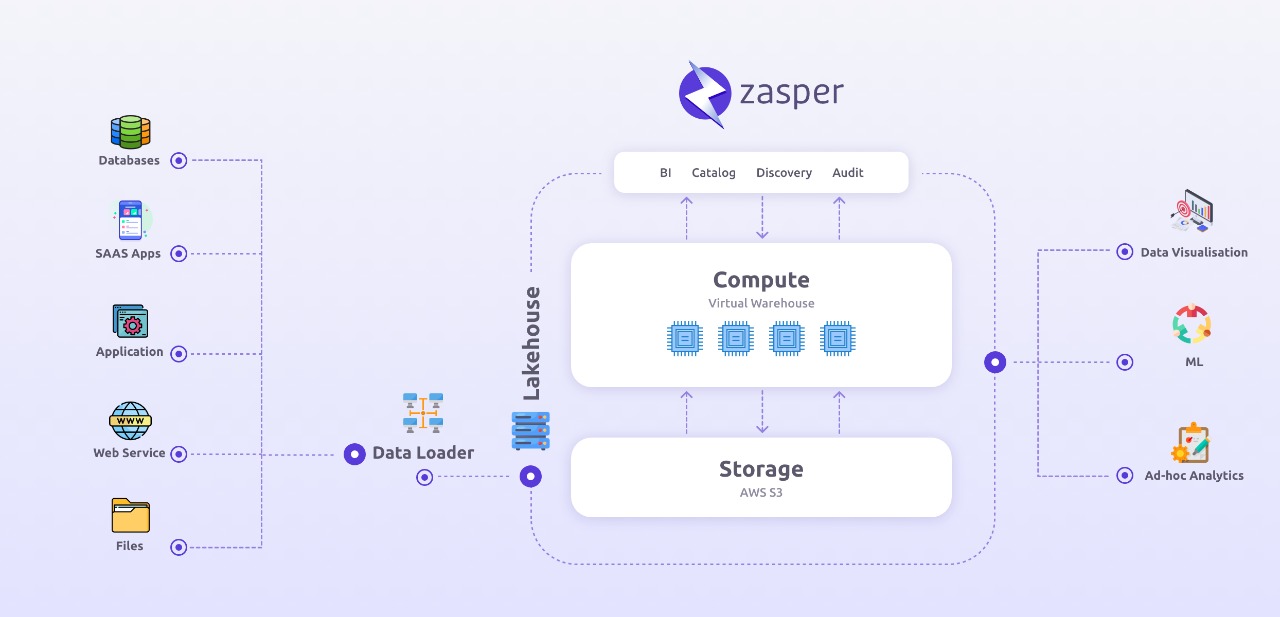 zasper
BI Catalog Discovery Audit
Databases
SAAS Apps
Application
WWW
Web Service
Files
Data Loader
Lakehouse
Compute
Virtual Warehouse
Storage
AWS S3
Data Visualisation
ML
Ad-hoc Analytics